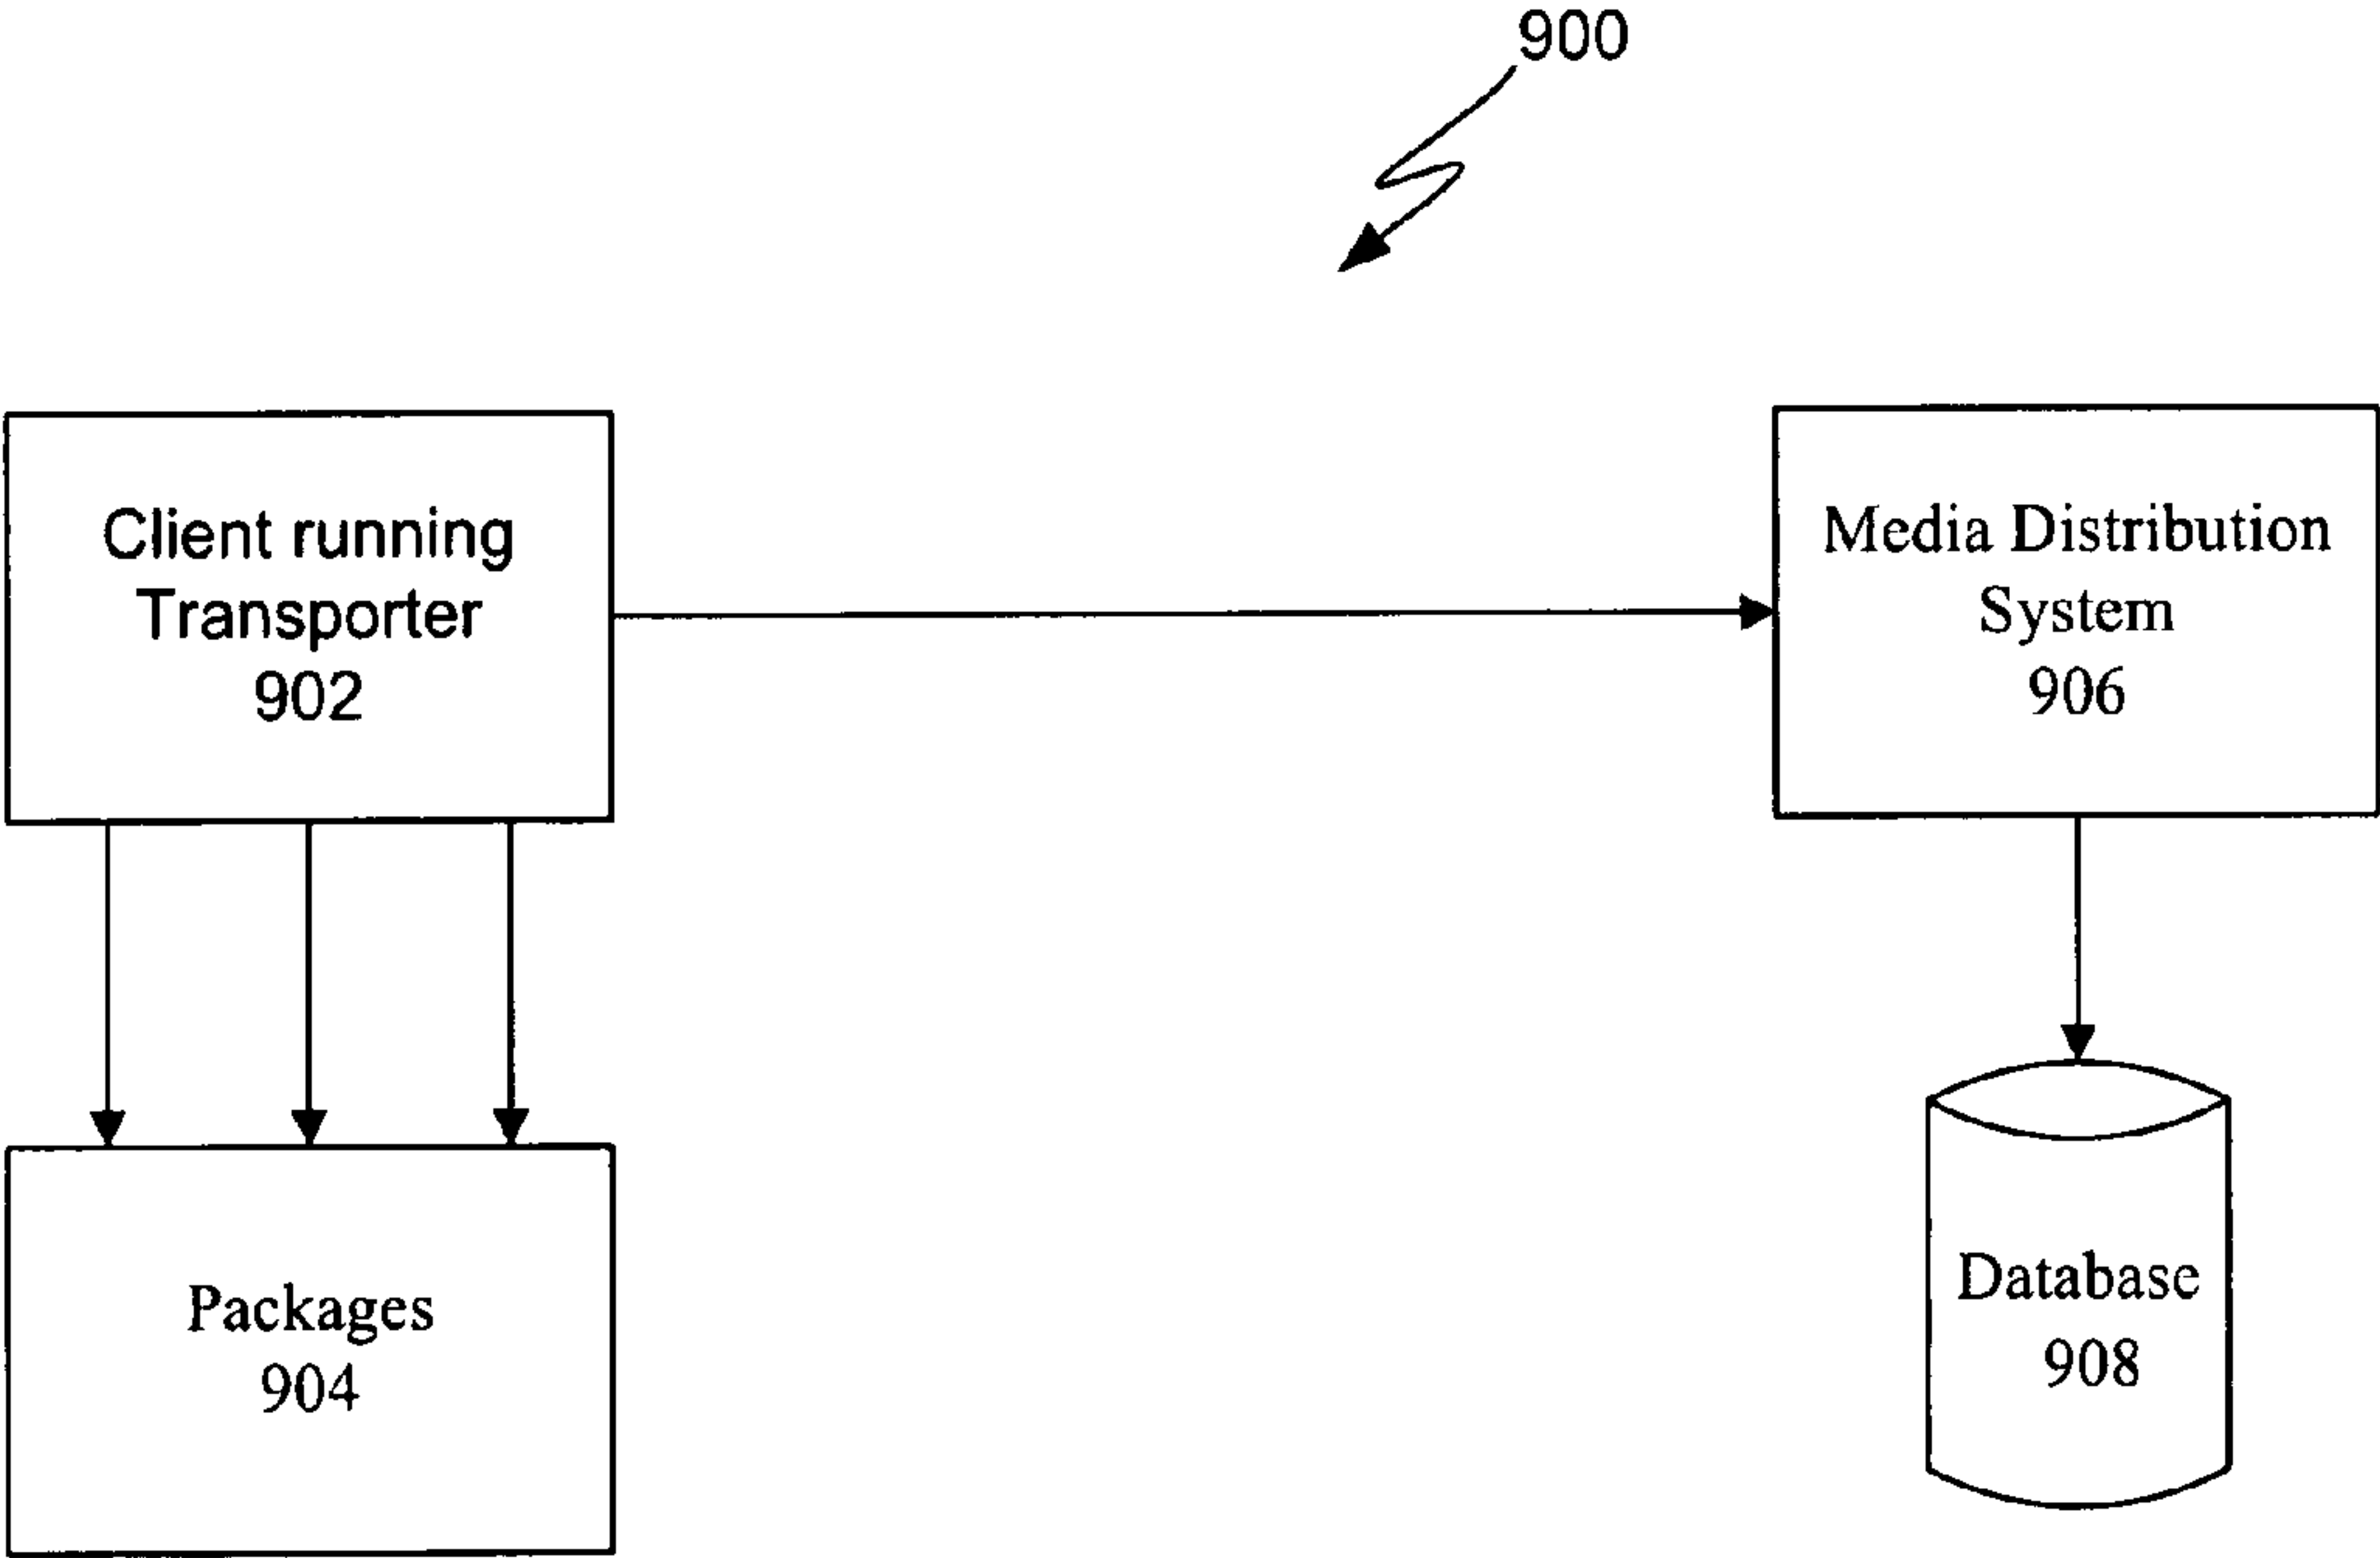 900
Client running
Transporter
902
Media Distribution
System
906
Packages
904
Database
908